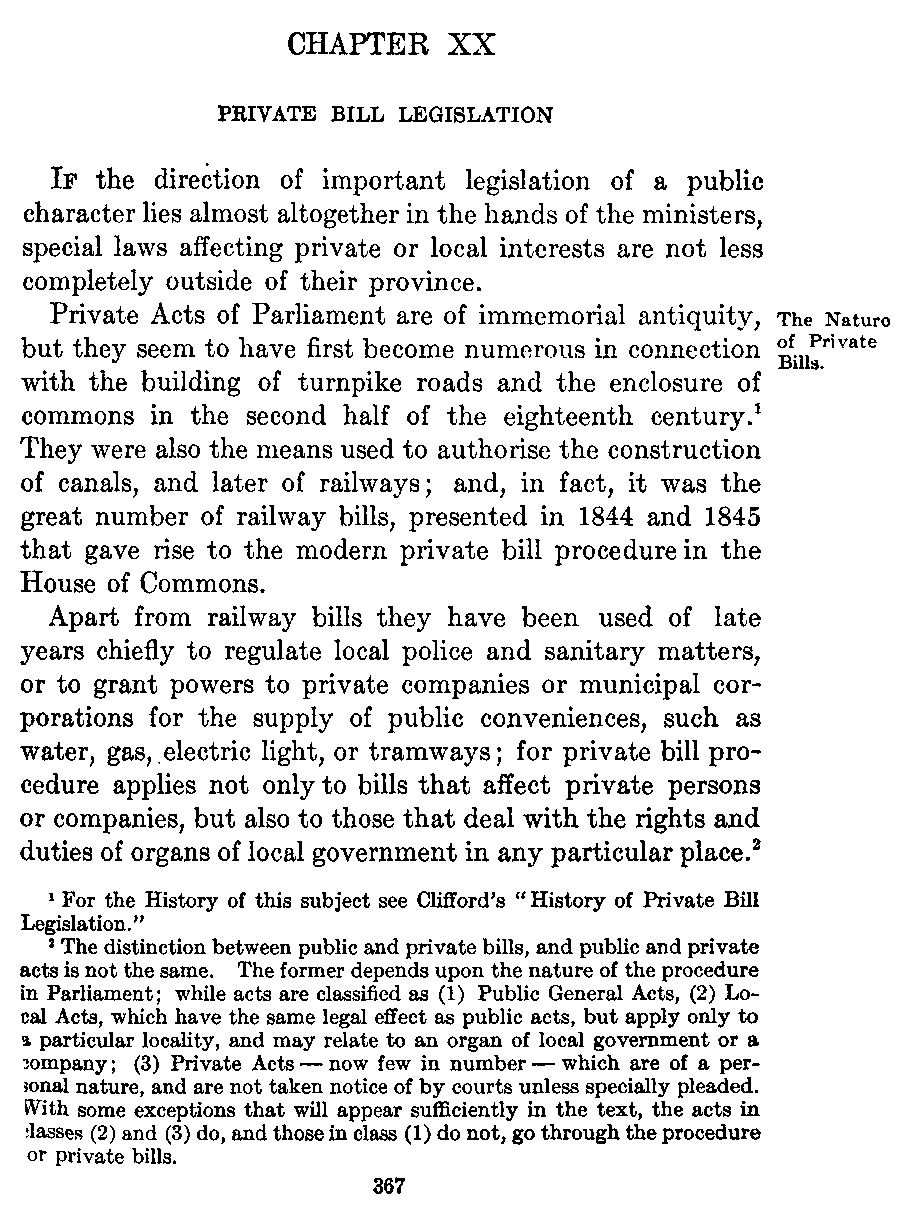 CHAPTER XX
PRIVATE BILL LEGISLATION
IF the direction of important legislation of a public
character lies almost altogether in the hands of the ministers,
special laws affecting private or local interests are not less
completely outside of their province.
Private Acts of Parliament are of immemorial antiquity,
but they seem to have first become numerous in connection
with the building of turnpike roads and the enclosure of
commons in the second half of the eighteenth century.¹
They were also the means used to authorise the construction
of canals, and later of railways; and, in fact, it was the
great number of railway bills, presented in 1844 and 1845
that gave rise to the modern private bill procedure in the
House of Commons.
The Nature
of Private
Bills.
Apart from railway bills they have been used of late
years chiefly to regulate local police and sanitary matters,
or to grant powers to private companies or municipal cor-
porations for the supply of public conveniences, such as
water, gas, electric light, or tramways; for private bill pro-
cedure applies not only to bills that affect private persons
or companies, but also to those that deal with the rights and
duties of organs of local government in any particular place.²
¹ For the History of this subject see Clifford's "History of Private Bill
Legislation."
² The distinction between public and private bills, and public and private
acts is not the same. The former depends upon the nature of the procedure
in Parliament; while acts are classified as (1) Public General Acts, (2) Lo-
cal Acts, which have the same legal effect as public acts, but apply only to
a particular locality, and may relate to an organ of local government or a
company; (3) Private Acts — now few in number — which are of a per-
sonal nature, and are not taken notice of by courts unless specially pleaded.
With some exceptions that will appear sufficiently in the text, the acts in
classes (2) and (3) do, and those in class (1) do not, go through the procedure
or private bills.
367